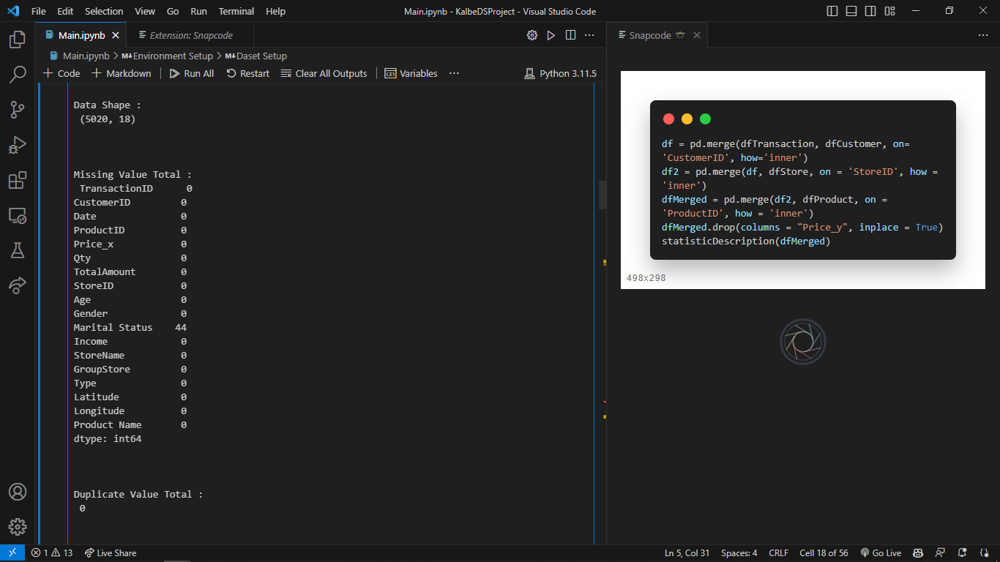 File Edit Selection View Go Run Terminal Help Main.ipynb - KalbeDSProject - Visual Studio Code
Main.ipynb Extension: Snapcode
Main.ipynb > M↓Environment Setup > M↓Daset Setup
+ Code + Markdown | Run All Restart Clear All Outputs | Variables ··· Python 3.11.5
Data Shape :
 (5020, 18)
Missing Value Total :
 TransactionID      0
CustomerID         0
Date               0
ProductID          0
Price_x            0
Qty                0
TotalAmount        0
StoreID            0
Age                0
Gender             0
Marital Status    44
Income             0
StoreName          0
GroupStore         0
Type               0
Latitude           0
Longitude          0
Product Name       0
dtype: int64
Duplicate Value Total :
 0
Snapcode
df = pd.merge(dfTransaction, dfCustomer, on=
'CustomerID', how='inner')
df2 = pd.merge(df, dfStore, on = 'StoreID', how =
'inner')
dfMerged = pd.merge(df2, dfProduct, on =
'ProductID', how = 'inner')
dfMerged.drop(columns = "Price_y", inplace = True)
statisticDescription(dfMerged)
498x298
1 13 Live Share Ln 5, Col 31 Spaces: 4 CRLF Cell 18 of 56 Go Live